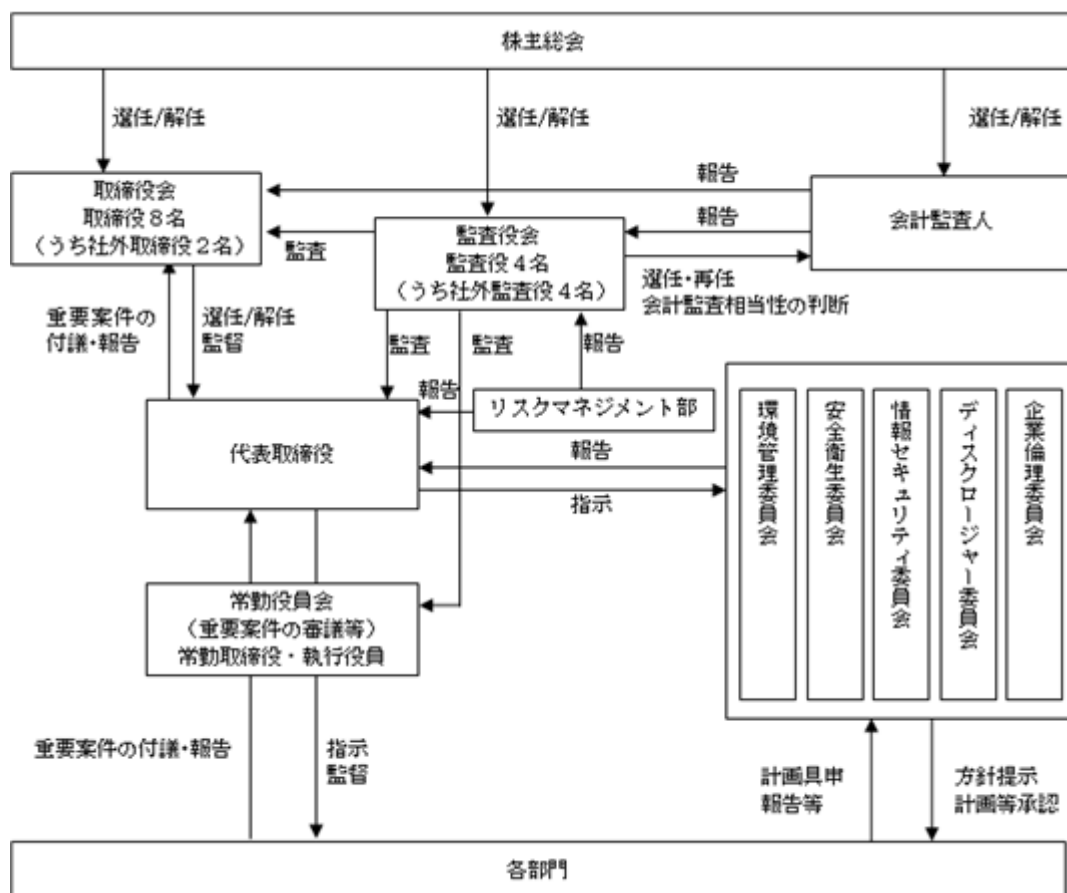 株主総会
選任/解任
選任/解任
選任/解任
取締役会
取締役8名
（うち社外取締役2名）
報告
会計監査人
監査
監査役会
監査役4名
（うち社外監査役4名）
報告
選任・再任
会計監査相当性の判断
重要案件の
付議・報告
選任/解任
監督
監査
監査
報告
報告
リスクマネジメント部
代表取締役
報告
指示
環境管理委員会
安全衛生委員会
情報セキュリティ委員会
ディスクロージャー委員会
企業倫理委員会
常勤役員会
（重要案件の審議等）
常勤取締役・執行役員
重要案件の付議・報告
指示
監督
計画具申
報告等
方針提示
計画等承認
各部門